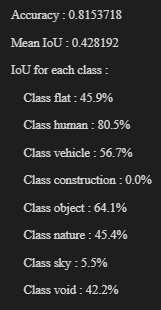 Accuracy : 0.8153718
Mean IoU : 0.428192
IoU for each class :
Class flat : 45.9%
Class human : 80.5%
Class vehicle : 56.7%
Class construction : 0.0%
Class object : 64.1%
Class nature : 45.4%
Class sky : 5.5%
Class void : 42.2%